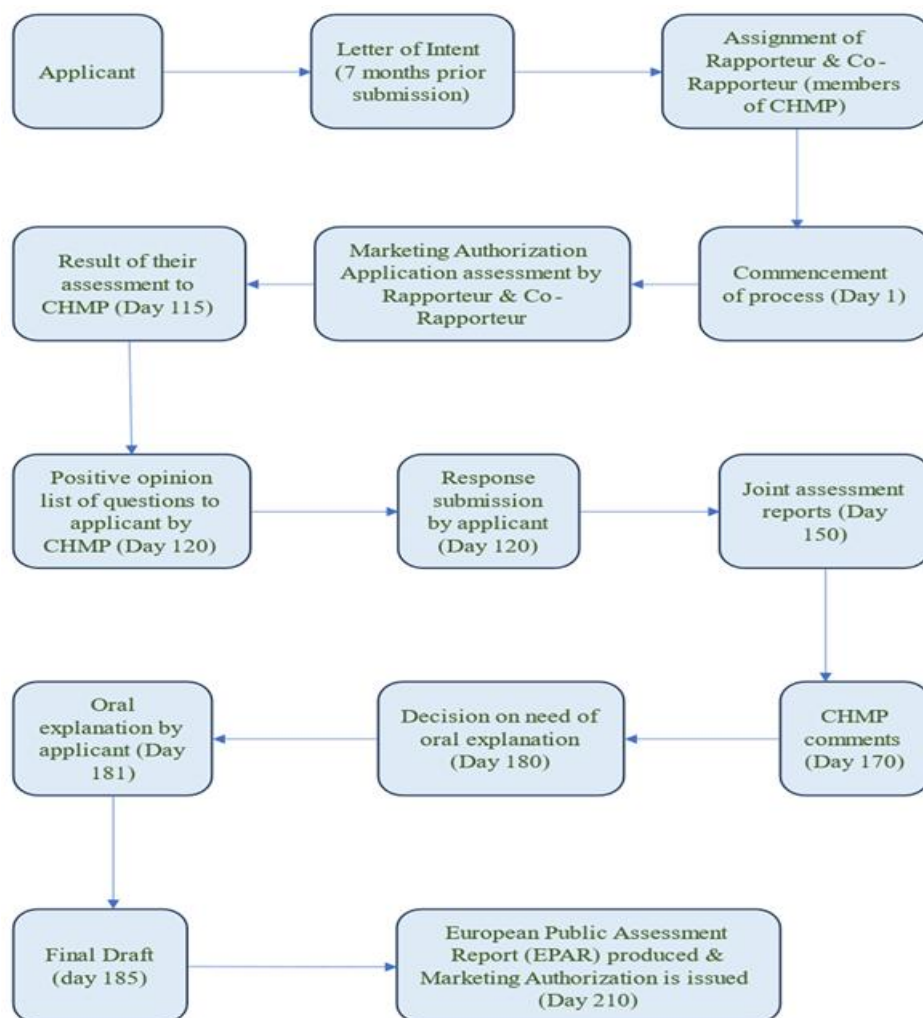 Applicant
Letter of Intent
(7 months prior
submission)
Assignment of
Rapporteur & Co-
Rapporteur (members
of CHMP)
Commencement
of process (Day 1)
Marketing Authorization
Application assessment by
Rapporteur & Co-
Rapporteur
Result of their
assessment to
CHMP (Day 115)
Positive opinion
list of questions to
applicant by
CHMP (Day 120)
Response
submission
by applicant
(Day 120)
Joint assessment
reports (Day
150)
CHMP
comments
(Day 170)
Decision on need of
oral explanation
(Day 180)
Oral
explanation by
applicant (Day
181)
Final Draft
(day 185)
European Public Assessment
Report (EPAR) produced &
Marketing Authorization is issued
(Day 210)